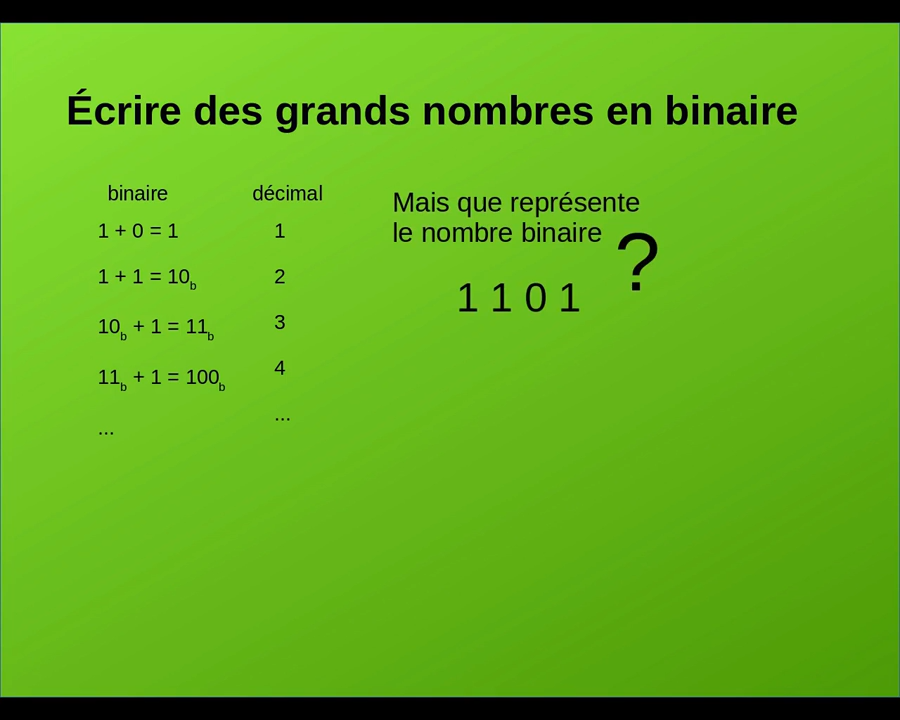 Écrire des grands nombres en binaire
binaire décimal
1 + 0 = 1 1
1 + 1 = 10b 2
10b + 1 = 11b 3
11b + 1 = 100b 4
... ...
Mais que représente
le nombre binaire ?
1 1 0 1